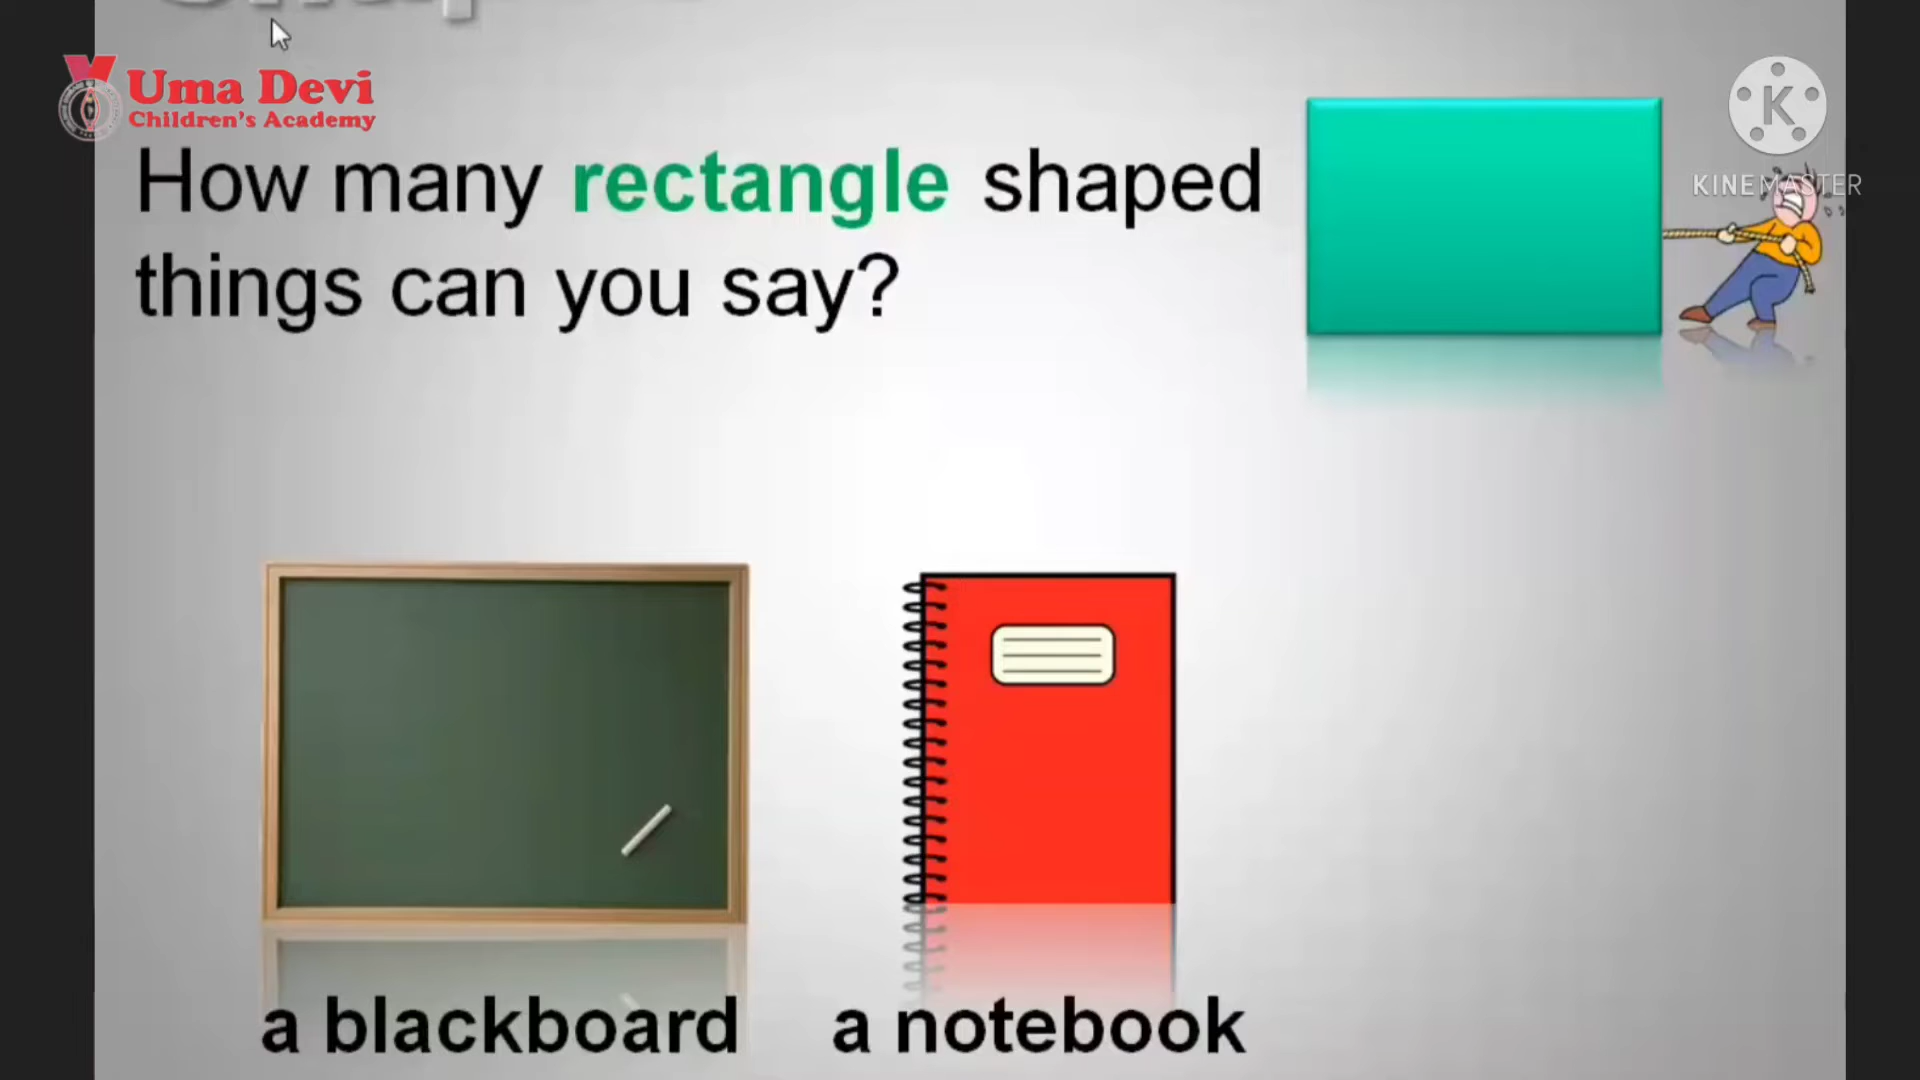 Uma Devi
Children's Academy
K
KINEMASTER
How many rectangle shaped
things can you say?
a blackboard
a notebook